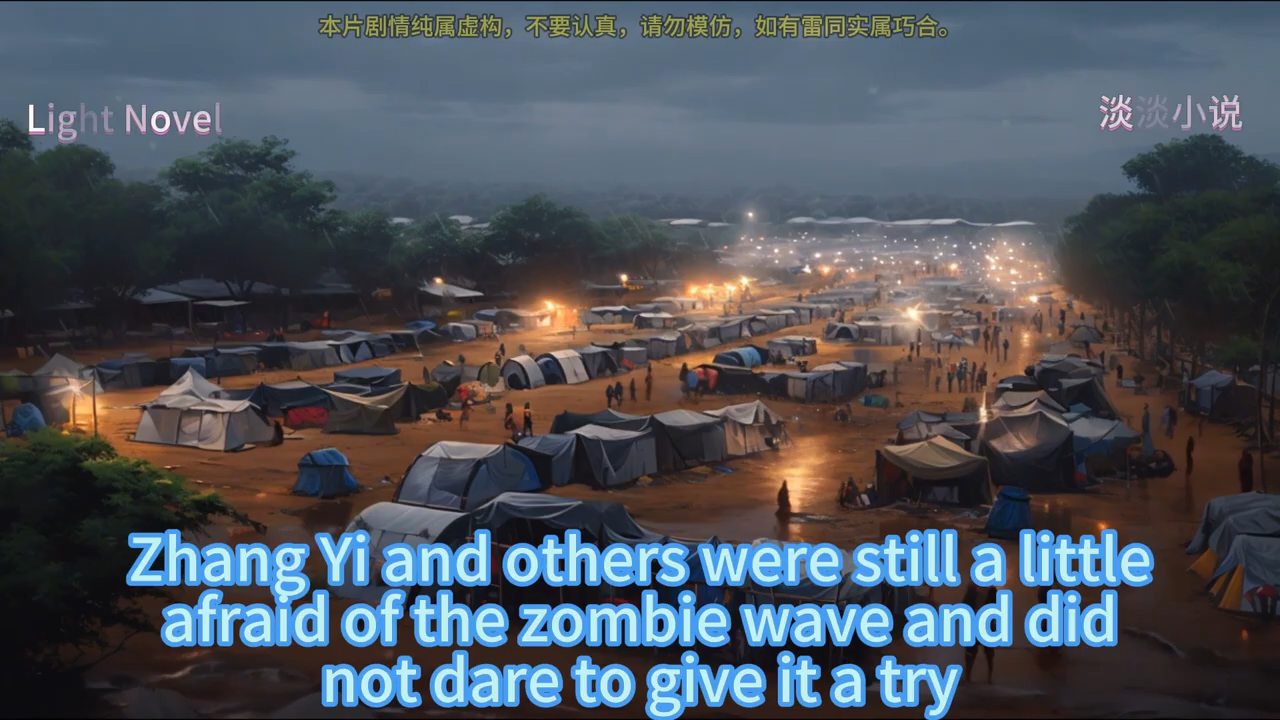 本片剧情纯属虚构，不要认真，请勿模仿，如有雷同实属巧合。
Light Novel
淡淡小说
Zhang Yi and others were still a little
afraid of the zombie wave and did
not dare to give it a try